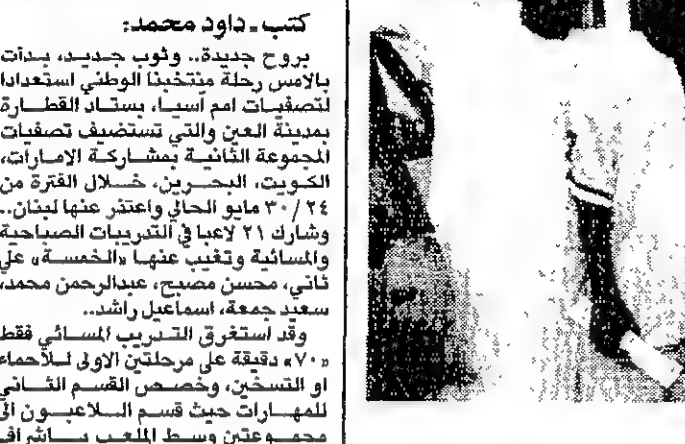 كتب ـ داود محمد:
بروح جديدة.. وثوب جديد، بدأت
بالامس رحلة منتخبنا الوطني استعدادا
لتصفيات امم آسيا، بستاد القطارة
بمدينة العين والتي تستضيف تصفيات
المجموعة الثانية بمشاركة الامارات،
الكويت، البحرين، خلال الفترة من
٢٤ / ٣٠ مايو الحالي واعتذر عنها لبنان..
وشارك ٢١ لاعبا في التدريبات الصباحية
والمسائية وتغيب عنها «الخمسة» علي
ثاني، محسن مصبح، عبدالرحمن محمد،
سعيد جمعة، اسماعيل راشد..
وقد استغرق التدريب المسائي فقط
«٧٠» دقيقة على مرحلتين الاولى للاحماء
او التسخين، وخصص القسم الثاني
للمهارات حيث قسم اللاعبون الى
مجموعتين وسط الملعب باشراف